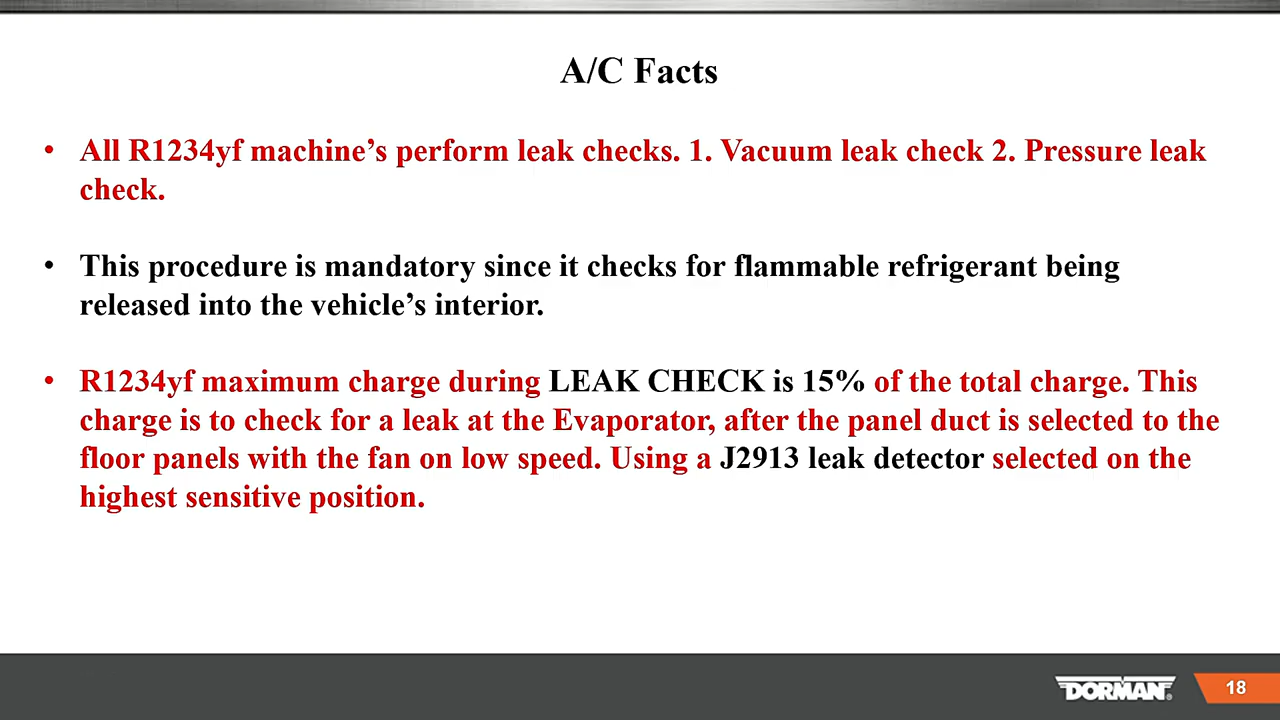 A/C Facts
• All R1234yf machine’s perform leak checks. 1. Vacuum leak check 2. Pressure leak
check.
• This procedure is mandatory since it checks for flammable refrigerant being
released into the vehicle’s interior.
• R1234yf maximum charge during LEAK CHECK is 15% of the total charge. This
charge is to check for a leak at the Evaporator, after the panel duct is selected to the
floor panels with the fan on low speed. Using a J2913 leak detector selected on the
highest sensitive position.
DORMAN®
18